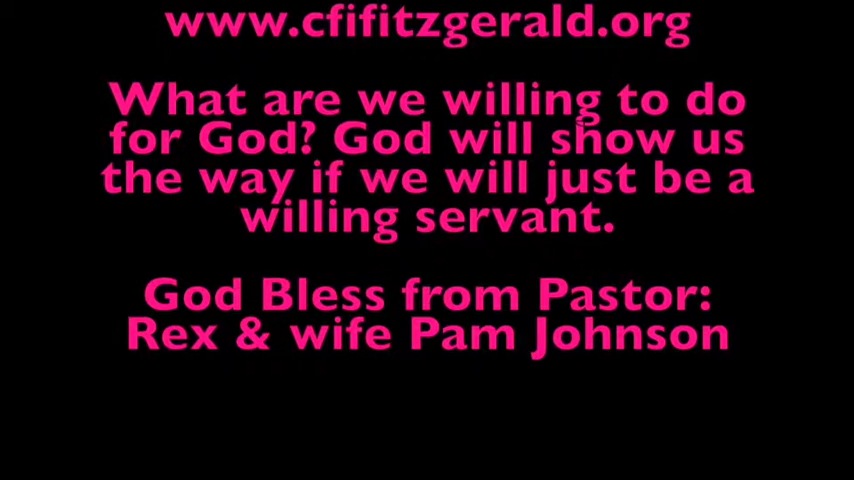 www.cfifitzgerald.org
What are we willing to do
for God? God will show us
the way if we will just be a
willing servant.
God Bless from Pastor:
Rex & wife Pam Johnson